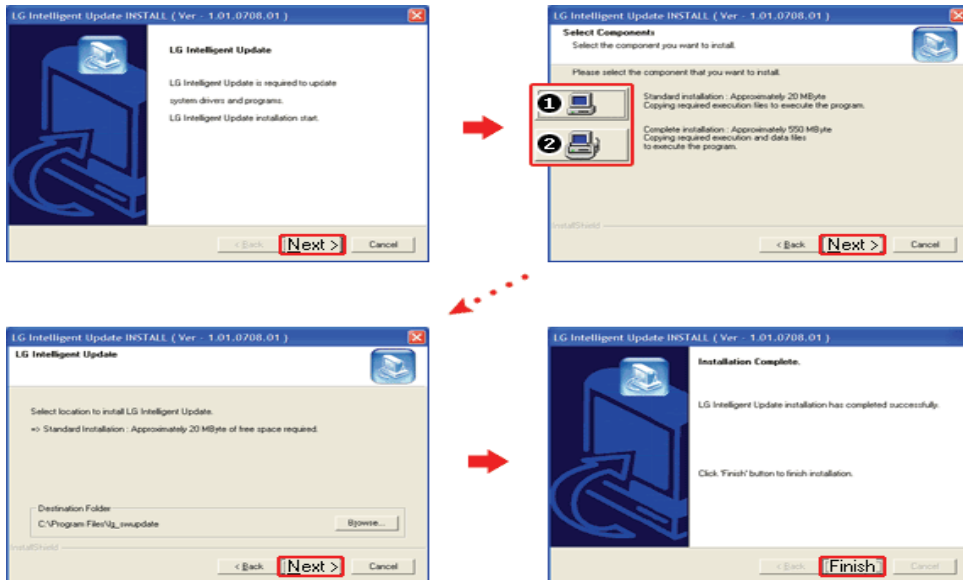 LG Intelligent Update INSTALL ( Ver - 1.01.0708.01 )
LG Intelligent Update
LG Intelligent Update is required to update
system drivers and programs.
LG Intelligent Update installation start.
< Back
Next >
Cancel
LG Intelligent Update INSTALL ( Ver - 1.01.0708.01 )
Select Components
Select the component you want to install.
Please select the component that you want to install.
1
Standard installation : Approximately 20 MByte
Copying required execution files to execute the program.
2
Complete installation : Approximately 550 MByte
Copying required execution and data files
to execute the program.
InstallShield
< Back
Next >
Cancel
LG Intelligent Update INSTALL ( Ver - 1.01.0708.01 )
LG Intelligent Update
Select location to install LG Intelligent Update.
=> Standard Installation : Approximately 20 MByte of free space required.
Destination Folder
C:\Program Files\lg_swupdate
Browse...
InstallShield
< Back
Next >
Cancel
LG Intelligent Update INSTALL ( Ver - 1.01.0708.01 )
Installation Complete.
LG Intelligent Update installation has completed successfully.
Click 'Finish' button to finish installation.
< Back
Finish
Cancel